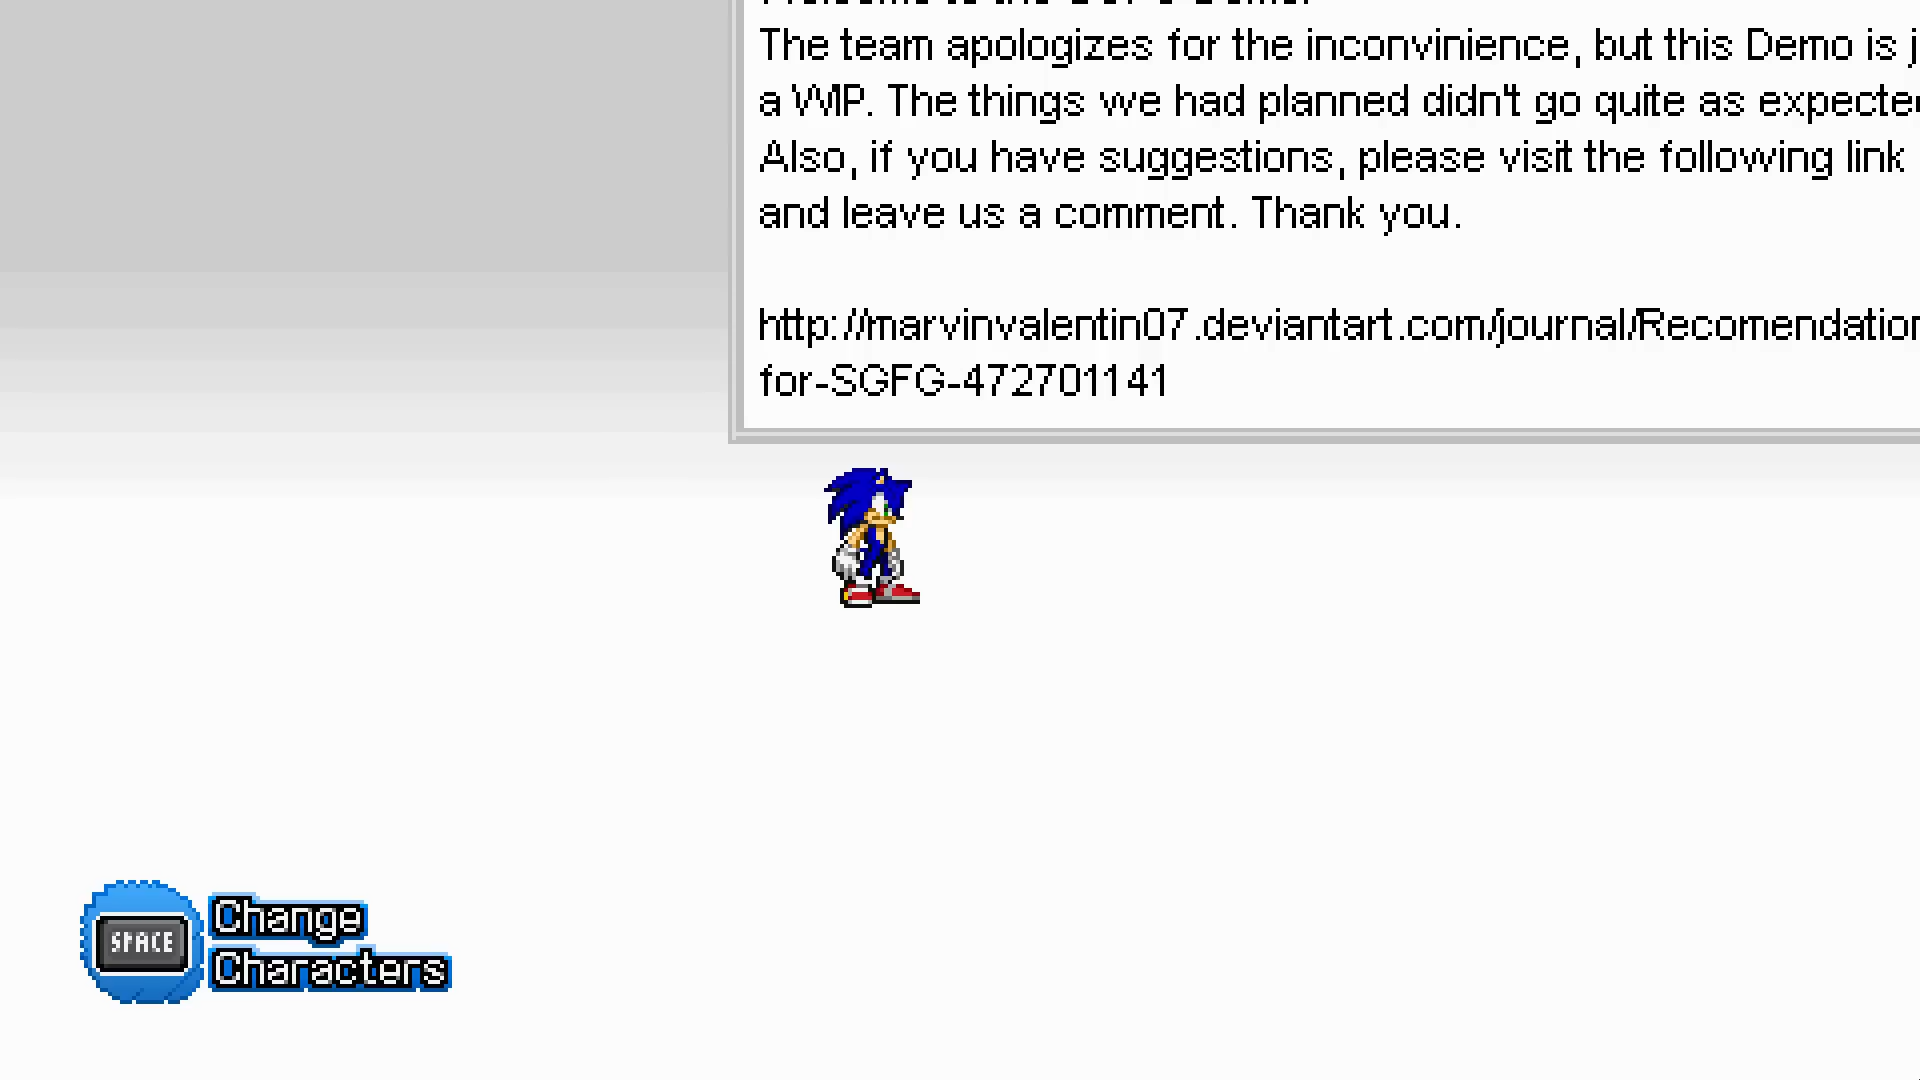 The team apologizes for the inconvinience, but this Demo is
a WIP. The things we had planned didn't go quite as
Also, if you have suggestions, please visit the following link
and leave us a comment. Thank you.
http://marvinvalentin07.deviantart.com/journal/Recomendation
for-SGFG-472701141
SPACE
Change
Characters